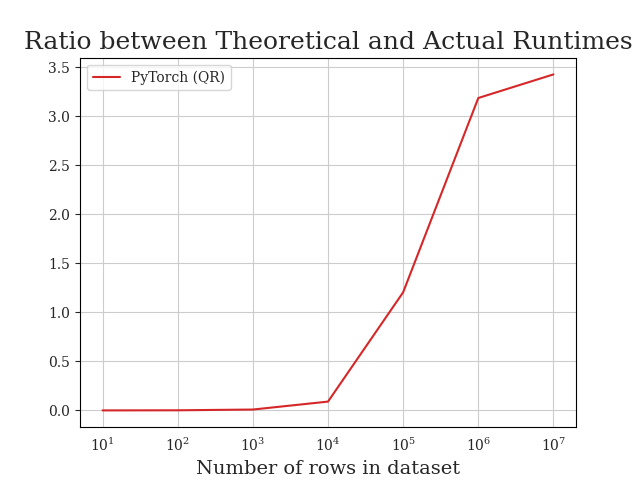 Ratio between Theoretical and Actual Runtimes
PyTorch (QR)
3.5
3.0
2.5
2.0
1.5
1.0
0.5
0.0
10¹ 10² 10³ 10⁴ 10⁵ 10⁶ 10⁷
Number of rows in dataset